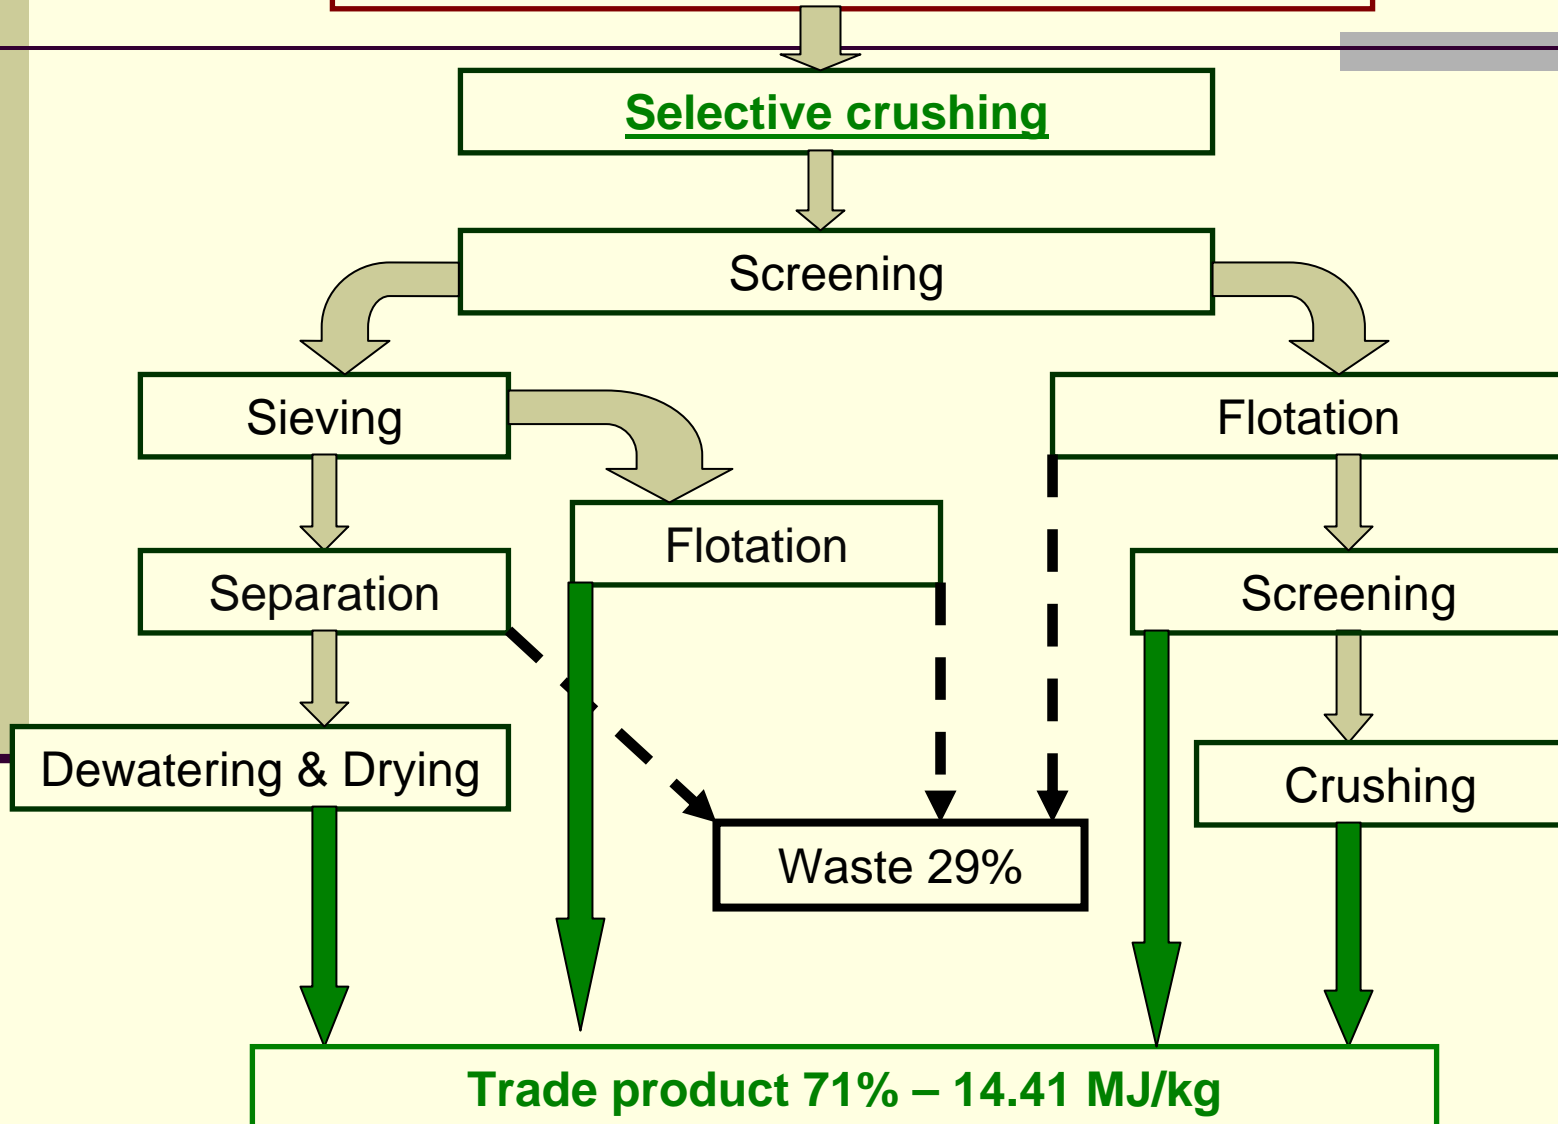 Selective crushing
Screening
Sieving
Flotation
Flotation
Separation
Screening
Dewatering & Drying
Crushing
Waste 29%
Trade product 71% – 14.41 MJ/kg